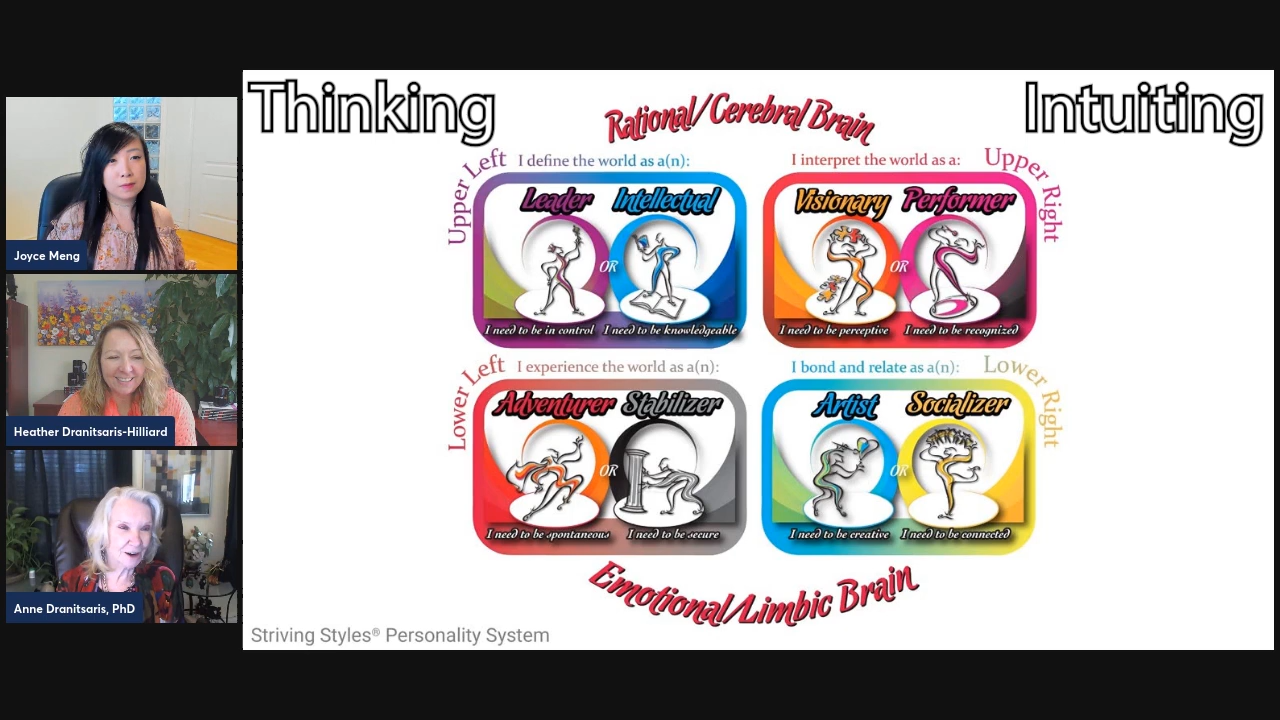 Joyce Meng
Heather Dranitsaris-Hilliard
Anne Dranitsaris, PhD
Thinking
Intuiting
Rational/Cerebral Brain
Upper Left
I define the world as a(n):
Leader
Intellectual
OR
I need to be in control
I need to be knowledgeable
I interpret the world as a:
Upper Right
Visionary
Performer
OR
I need to be perceptive
I need to be recognized
Lower Left
I experience the world as a(n):
Adventurer
Stabilizer
OR
I need to be spontaneous
I need to be secure
I bond and relate as a(n):
Lower Right
Artist
Socializer
OR
I need to be creative
I need to be connected
Emotional/Limbic Brain
Striving Styles® Personality System